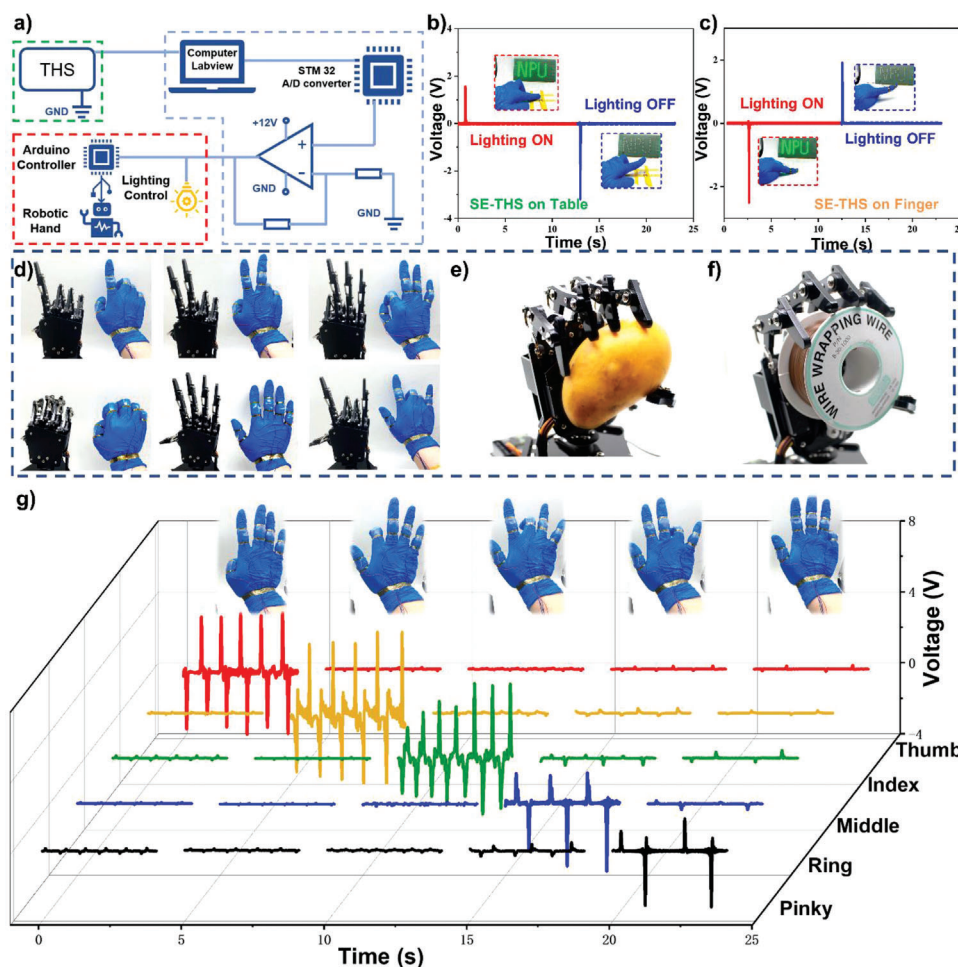 a)
THS
GND
Computer
Labview
STM 32
A/D converter
+12V
+
-
GND
GND
Arduino
Controller
Lighting
Control
Robotic
Hand
b)
Voltage (V)
4
2
0
-2
0 5 10 15 20 25
Time (s)
NPU
Lighting ON
Lighting OFF
SE-THS on Table
c)
Voltage (V)
2
0
-2
0 5 10 15 20 25
Time (s)
Lighting ON
NPU
Lighting OFF
SE-THS on Finger
d)
e)
f)
WIRE WRAPPING WIRE
g)
8
4
0
-4
Voltage (V)
Thumb
Index
Middle
Ring
Pinky
0 5 10 15 20 25
Time (s)